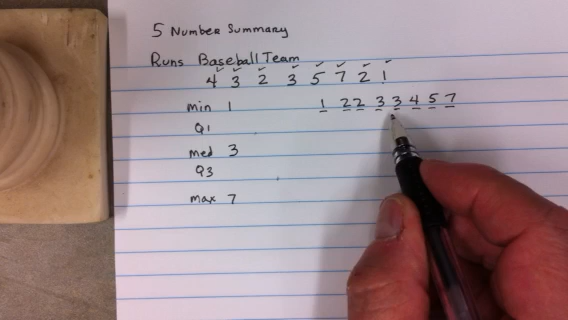 5 Number Summary
Runs Baseball Team
4 3 2 3 5 7 2 1
min 1 1 2 2 3 3 4 5 7
Q1
med 3
Q3
max 7